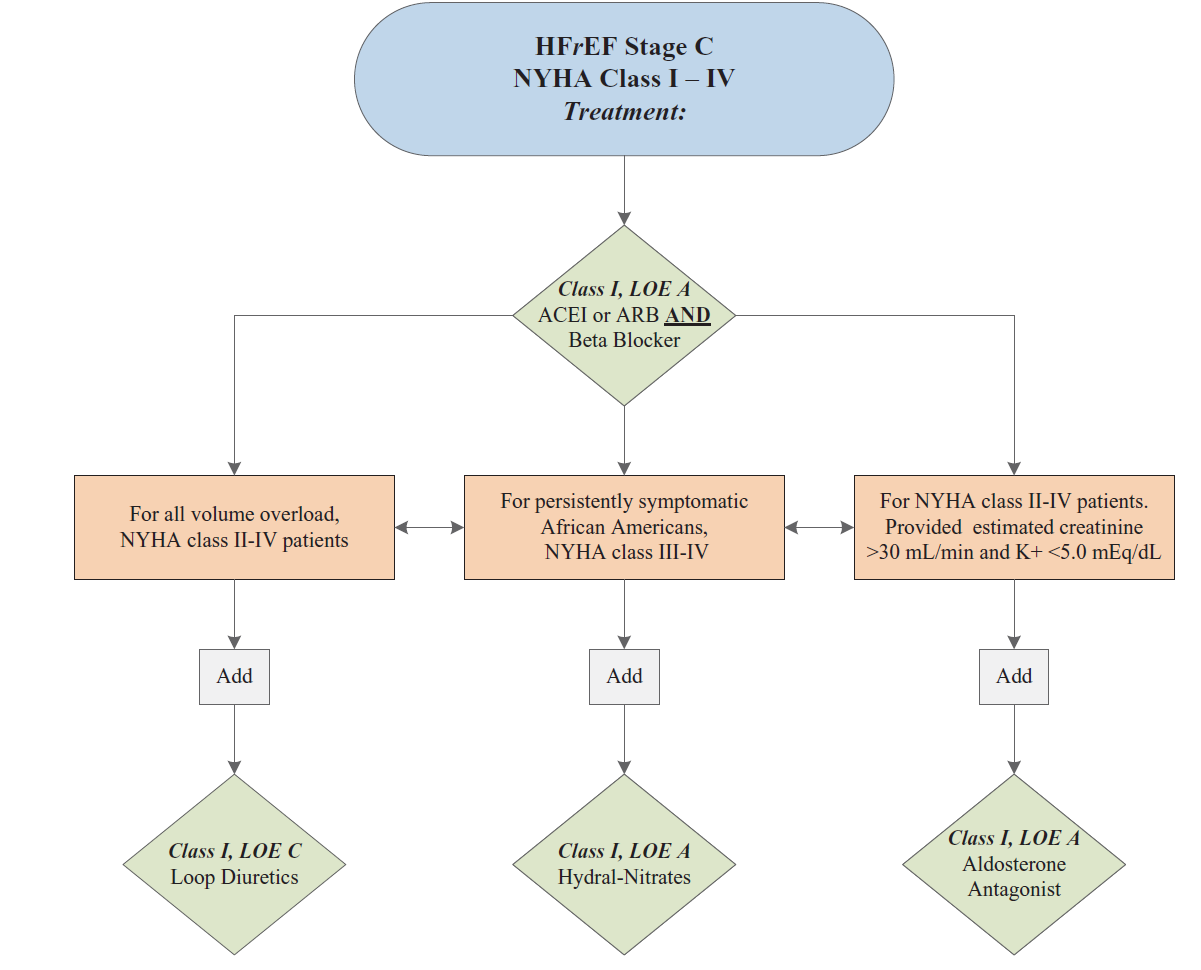 HFrEF Stage C
NYHA Class I – IV
Treatment:
Class I, LOE A
ACEI or ARB AND
Beta Blocker
For all volume overload,
NYHA class II-IV patients
For persistently symptomatic
African Americans,
NYHA class III-IV
For NYHA class II-IV patients.
Provided  estimated creatinine
>30 mL/min and K+ <5.0 mEq/dL
Add
Add
Add
Class I, LOE C
Loop Diuretics
Class I, LOE A
Hydral-Nitrates
Class I, LOE A
Aldosterone
Antagonist